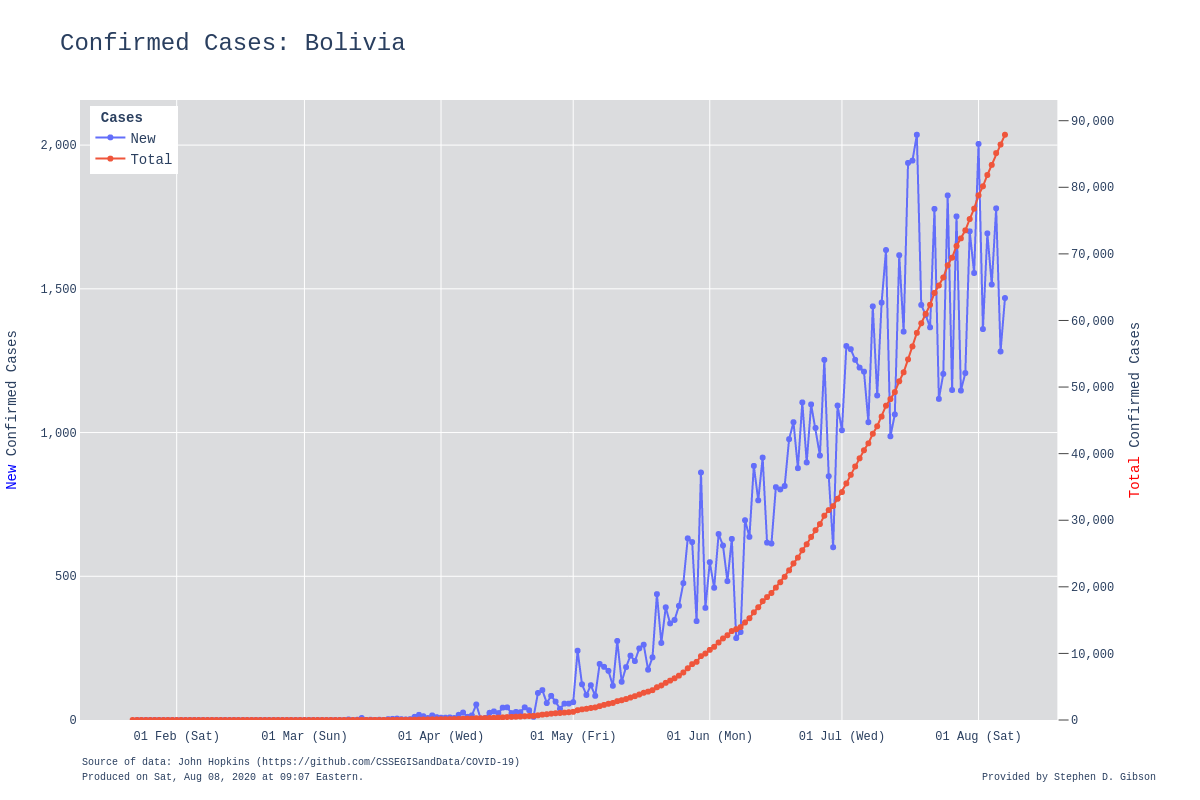 Confirmed Cases: Bolivia
Cases
New
Total
2,000
1,500
1,000
500
0
90,000
80,000
70,000
60,000
50,000
40,000
30,000
20,000
10,000
0
New Confirmed Cases
Total Confirmed Cases
01 Feb (Sat)
01 Mar (Sun)
01 Apr (Wed)
01 May (Fri)
01 Jun (Mon)
01 Jul (Wed)
01 Aug (Sat)
Source of data: John Hopkins (https://github.com/CSSEGISandData/COVID-19)
Produced on Sat, Aug 08, 2020 at 09:07 Eastern.
Provided by Stephen D. Gibson